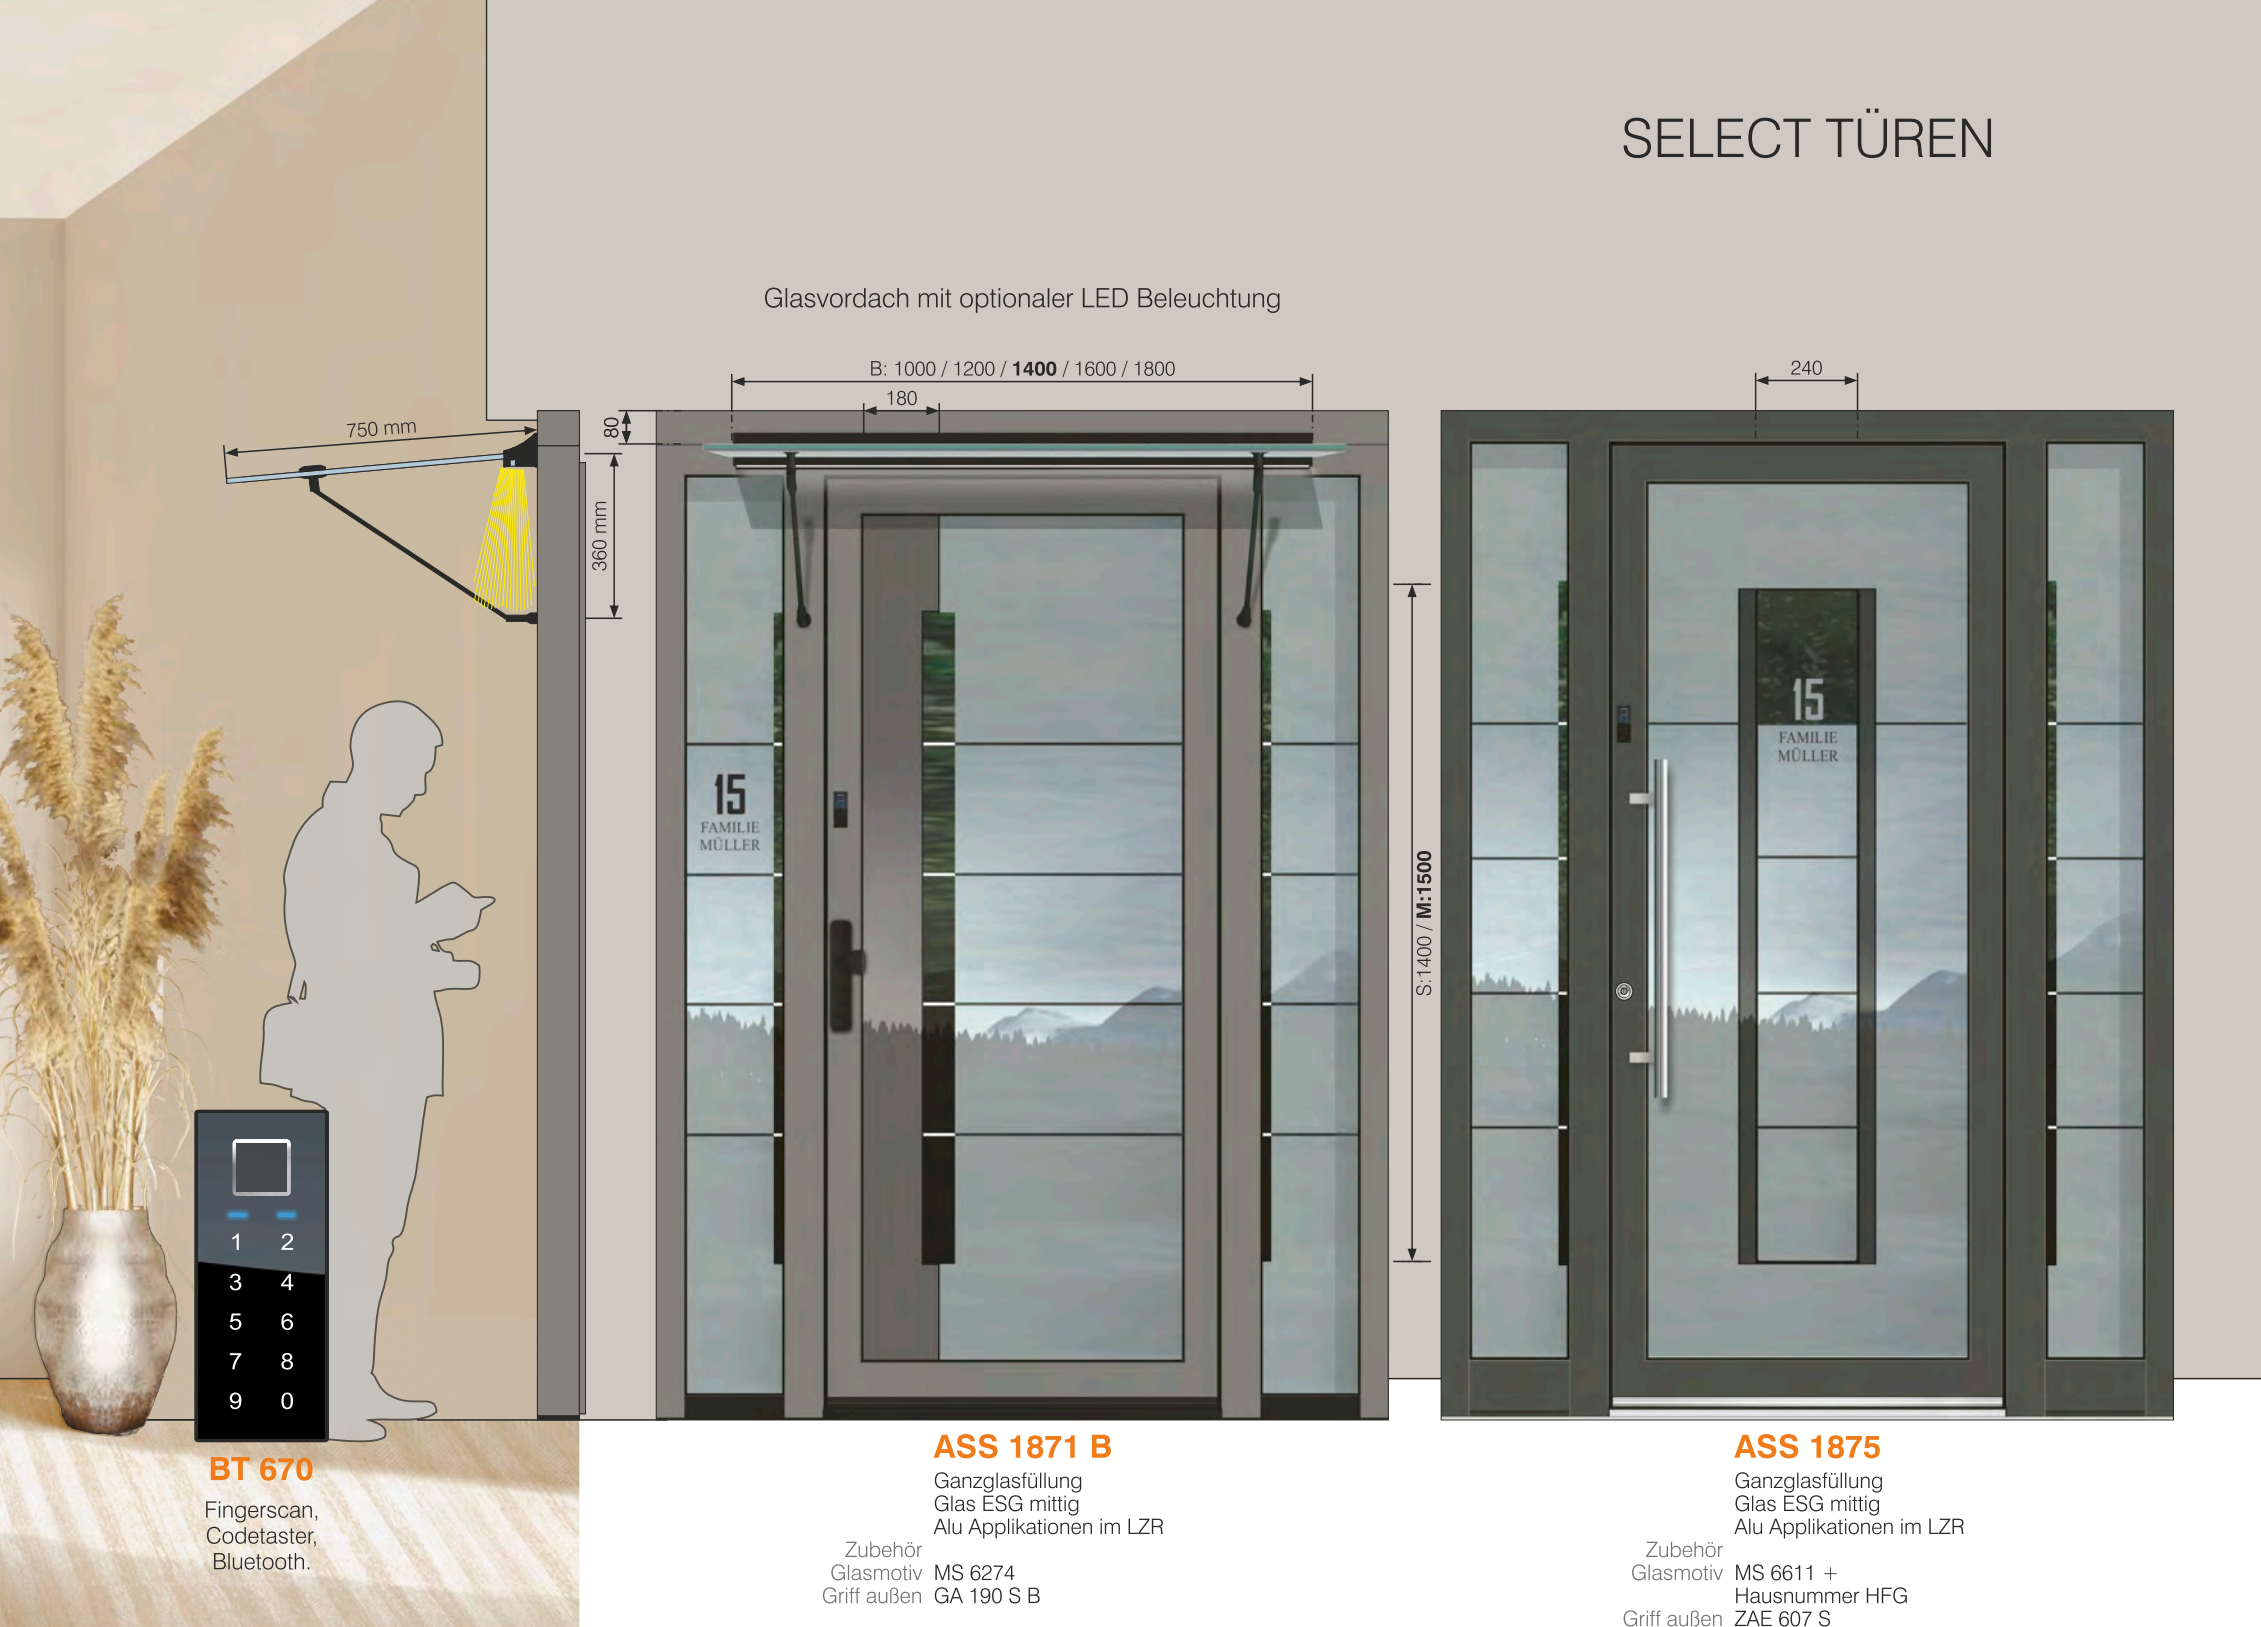 SELECT TÜREN
Glasvordach mit optionaler LED Beleuchtung
B: 1000 / 1200 / 1400 / 1600 / 1800
180
240
80
750 mm
360 mm
S:1400 / M:1500
15
FAMILIE
MÜLLER
15
FAMILIE
MÜLLER
1 2
3 4
5 6
7 8
9 0
BT 670
Fingerscan,
Codetaster,
Bluetooth.
ASS 1871 B
Ganzglasfüllung
Glas ESG mittig
Alu Applikationen im LZR
Zubehör
Glasmotiv MS 6274
Griff außen GA 190 S B
ASS 1875
Ganzglasfüllung
Glas ESG mittig
Alu Applikationen im LZR
Zubehör
Glasmotiv MS 6611 +
Hausnummer HFG
Griff außen ZAE 607 S